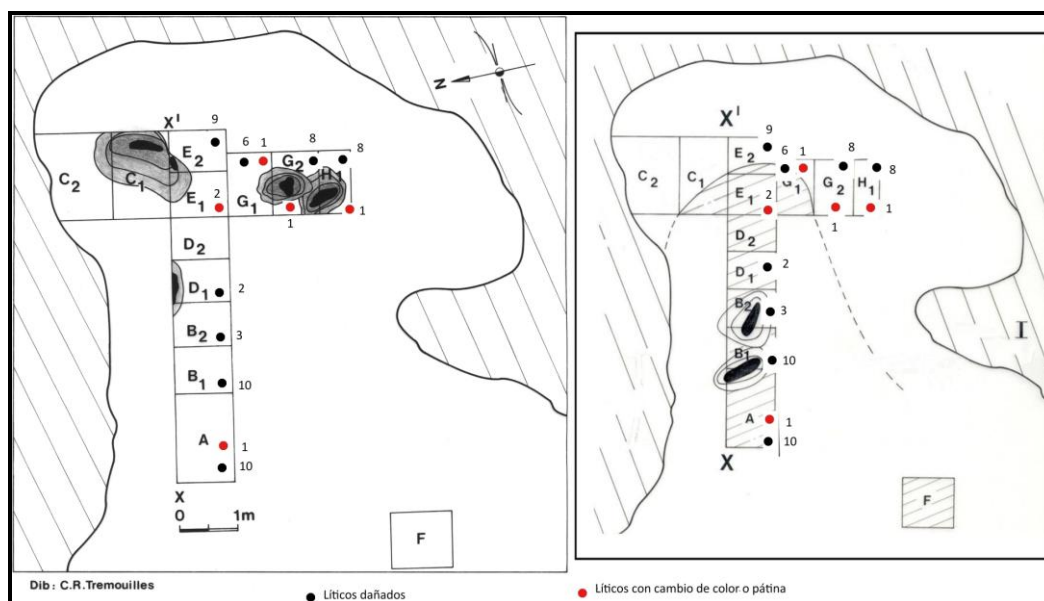 N
X¹
9
E₂
6 1
8
8
G₂
H₁
C₂
C₁
E₁
2
G₁
1
1
D₂
D₁
2
B₂
3
B₁
10
A
1
10
X
0 1m
F
Dib: C.R.Tremouilles
X¹
9
E₂
6
1
8
8
C₂
C₁
E₁
2
G₁
G₂
H₁
1
1
D₂
D₁
2
B₂
3
B₁
10
A
1
10
X
F
I
Líticos dañados
Líticos con cambio de color o pátina